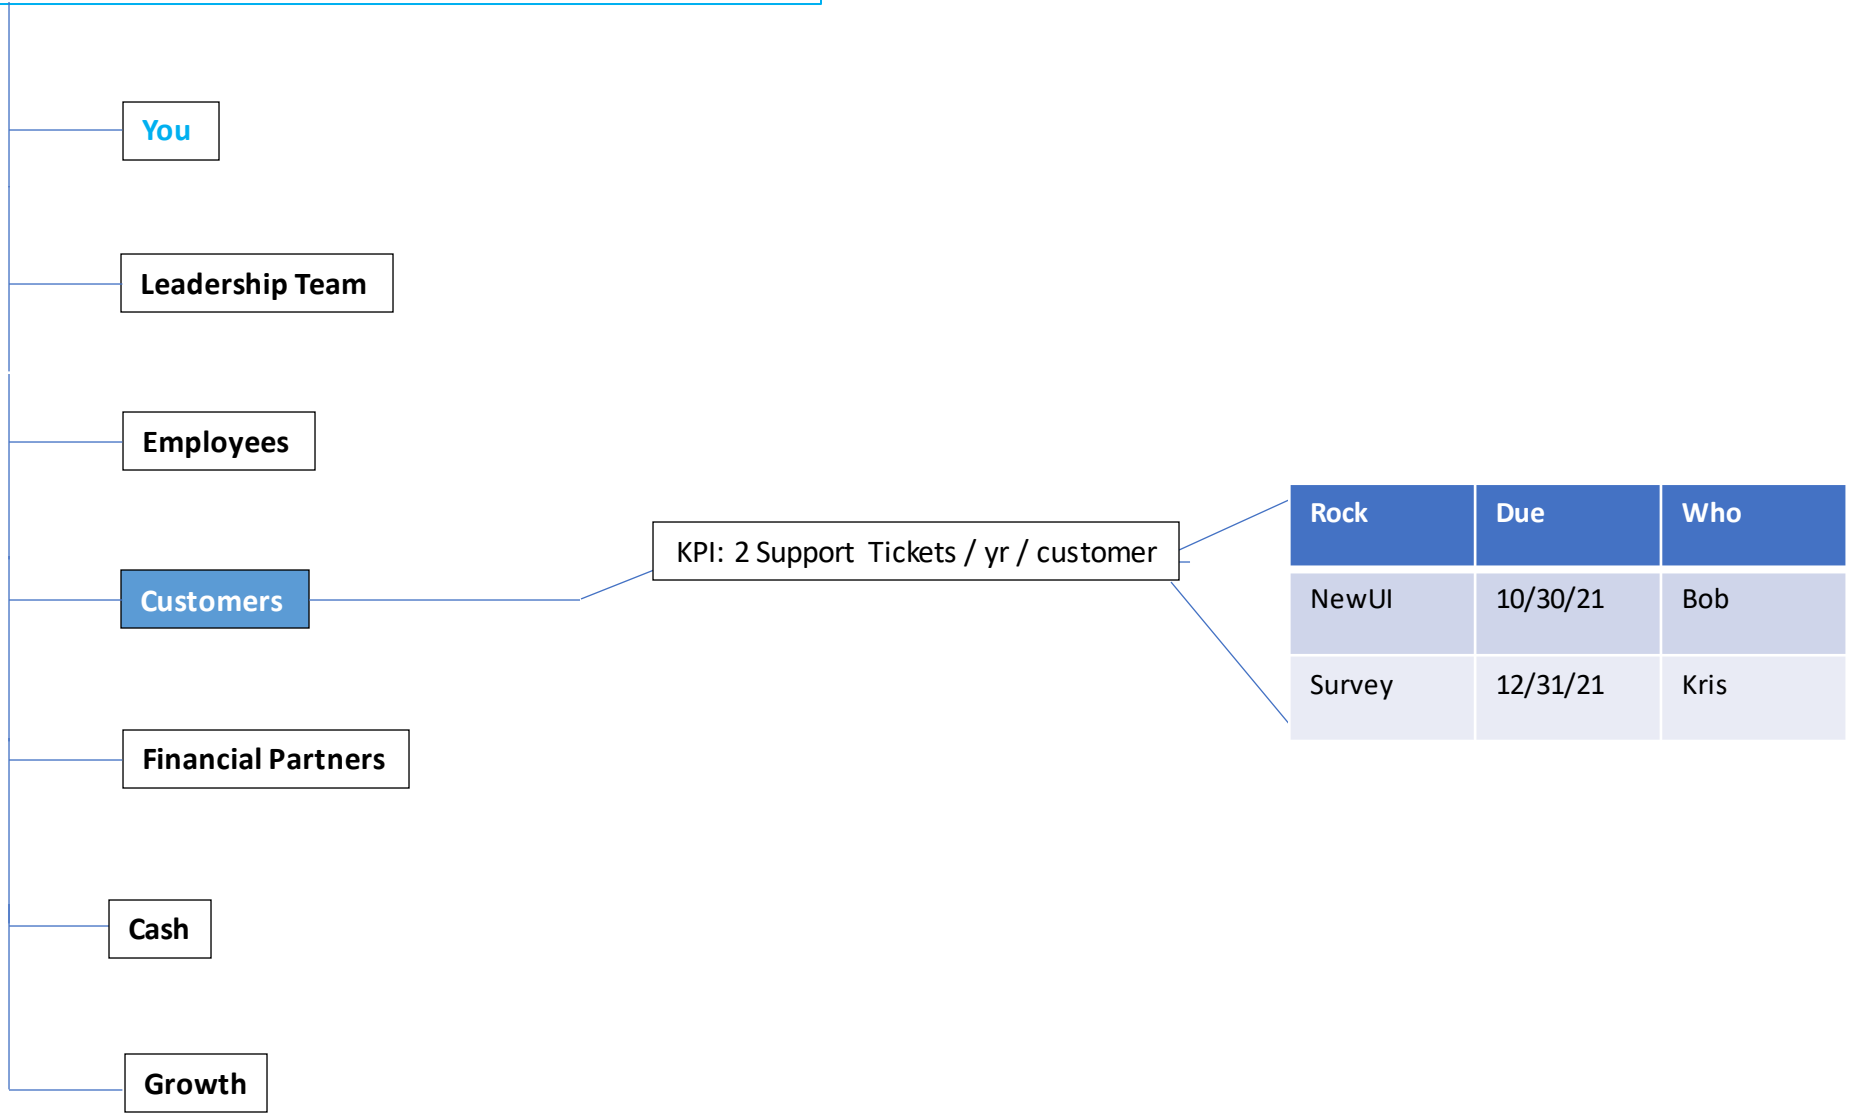 You
Leadership Team
Employees
Customers
KPI: 2 Support Tickets / yr / customer
Rock Due Who
NewUI 10/30/21 Bob
Survey 12/31/21 Kris
Financial Partners
Cash
Growth